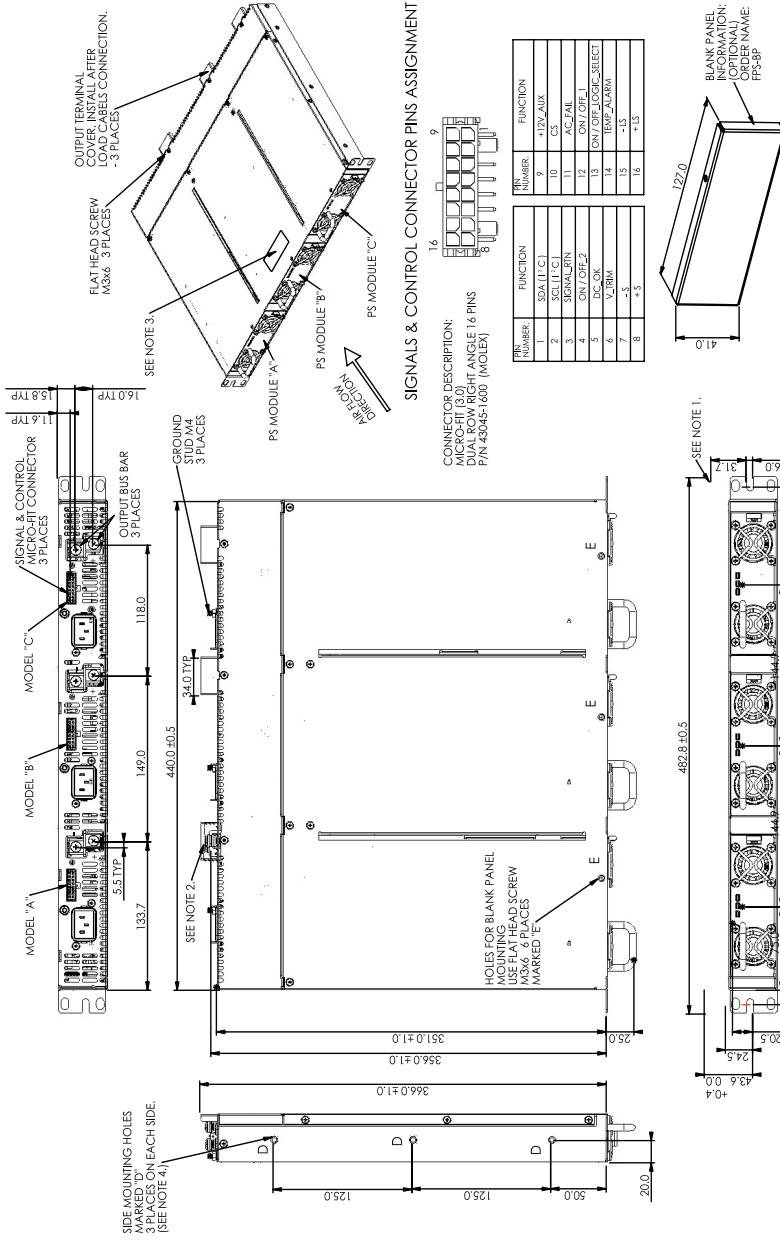 MODEL "A"
MODEL "B"
MODEL "C"
SIGNAL & CONTROL
MICRO-FIT CONNECTOR
3 PLACES
OUTPUT BUS BAR
3 PLACES
11.6 TYP
15.8 TYP
16.0 TYP
5.5 TYP
133.7
149.0
118.0
FLAT HEAD SCREW
M3x6 3 PLACES
OUTPUT TERMINAL
COVER, INSTALL AFTER
LOAD CABELS CONNECTION.
- 3 PLACES
SEE NOTE 3.
PS MODULE "A"
PS MODULE "B"
PS MODULE "C"
AIR FLOW
DIRECTION
SIGNALS & CONTROL CONNECTOR PINS ASSIGNMENT
16
9
8
1
CONNECTOR DESCRIPTION:
MICRO-FIT (3.0)
DUAL ROW RIGHT ANGLE 16 PINS
P/N 43045-1600 (MOLEX)
PIN NUMBER. FUNCTION
1 SDA ( I² C )
2 SCL ( I² C )
3 SIGNAL_RTN
4 ON / OFF_2
5 DC_OK
6 V_TRIM
7 - S
8 + S
PIN NUMBER. FUNCTION
9 +12V_AUX
10 CS
11 AC_FAIL
12 ON / OFF_1
13 ON / OFF_LOGIC_SELECT
14 TEMP_ALARM
15 - LS
16 + LS
BLANK PANEL
INFORMATION:
(OPTIONAL)
ORDER NAME:
FPS-BP
127.0
41.0
GROUND
STUD M4
3 PLACES
440.0 ±0.5
34.0 TYP
SEE NOTE 2.
HOLES FOR BLANK PANEL
MOUNTING
USE FLAT HEAD SCREW
M3x6 6 PLACES
MARKED "E"
E
E
E
351.0±1.0
356.0±1.0
25.0
366.0±1.0
SIDE MOUNTING HOLES
MARKED "D"
3 PLACES ON EACH SIDE.
(SEE NOTE 4.)
D
D
D
125.0
125.0
50.0
20.0
SEE NOTE 1.
482.8 ±0.5
31.7
6.0
43.6 +0.4 0.0
24.5
20.5